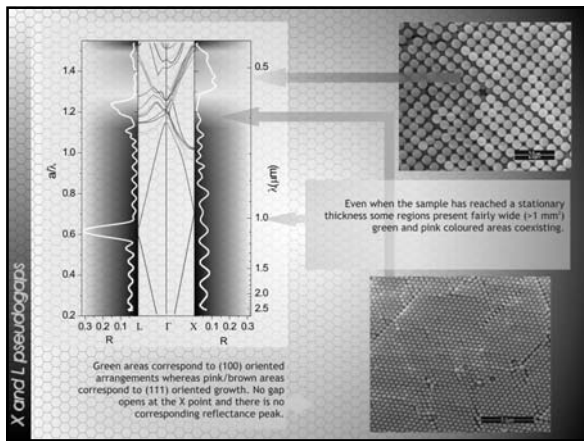 X and L pseudogaps
1.4
1.2
1.0
0.8
0.6
0.4
0.2
a/λ
0.5
1.0
1.5
2.0
2.5
λ(μm)
0.3 0.2 0.1 L Γ X 0.1 0.2 0.3
R R
Even when the sample has reached a stationary
thickness some regions present fairly wide (>1 mm²)
green and pink coloured areas coexisting.
Green areas correspond to (100) oriented
arrangements whereas pink/brown areas
correspond to (111) oriented growth. No gap
opens at the X point and there is no
corresponding reflectance peak.